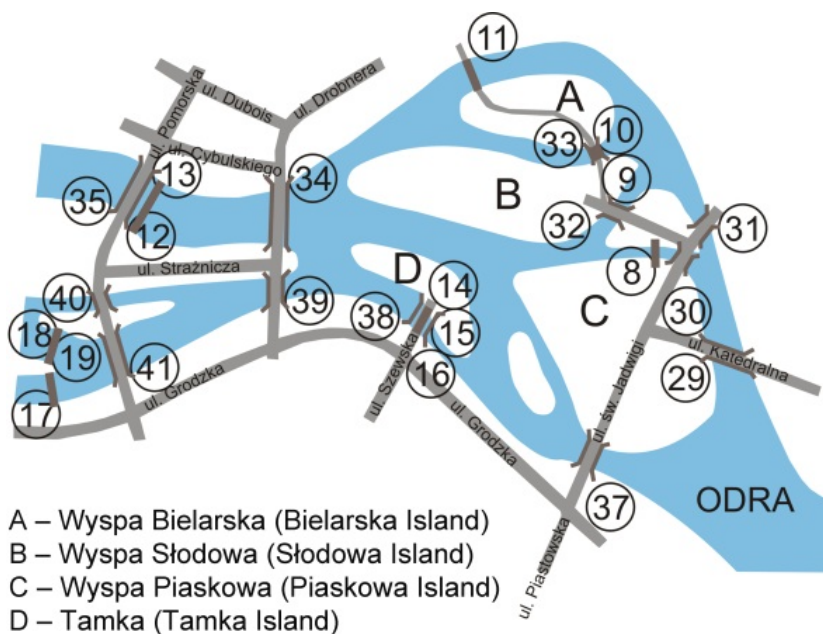 11
ul. Drobnera
ul. Dubois
ul. Pomorska
A
10
33
ul. Cybulskiego
13
34
9
B
35
32
31
12
8
ul. Strażnicza
D
14
C
40
39
38
15
30
18
19
41
16
ul. Katedralna
29
ul. Szewska
ul. św. Jadwigi
17
ul. Grodzka
ul. Grodzka
37
ODRA
ul. Piastowska
A – Wyspa Bielarska (Bielarska Island)
B – Wyspa Słodowa (Słodowa Island)
C – Wyspa Piaskowa (Piaskowa Island)
D – Tamka (Tamka Island)